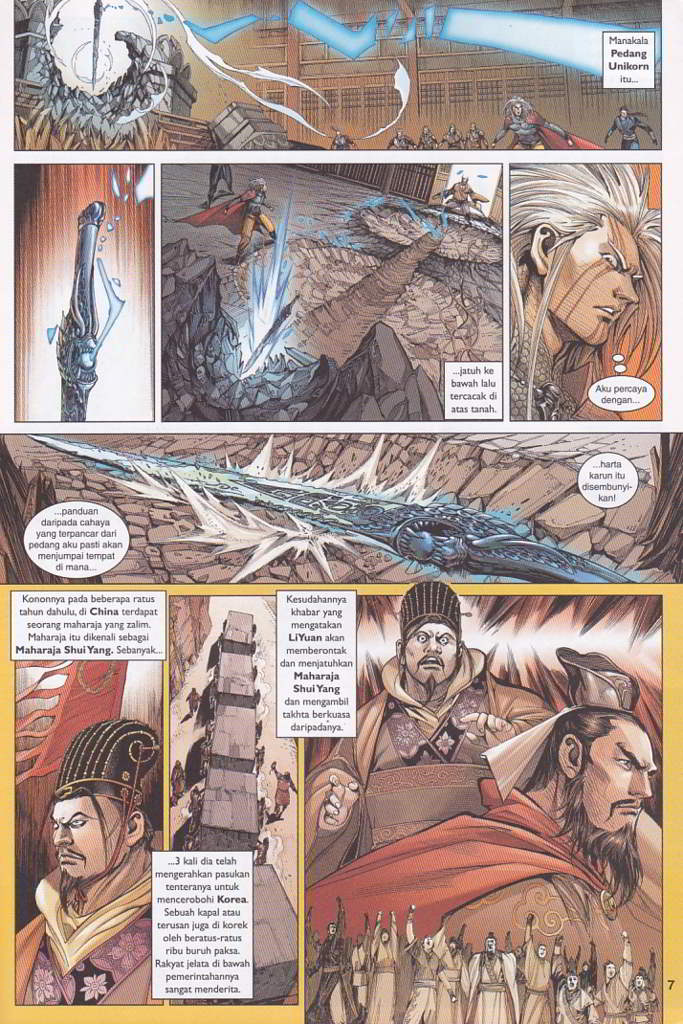 Manakala
Pedang
Unikorn
itu...
...jatuh ke
bawah lalu
tercacak di
atas tanah.
Aku percaya
dengan...
...panduan
daripada cahaya
yang terpancar dari
pedang aku pasti akan
menjumpai tempat
di mana...
...harta
karun itu
disembunyi-
kan!
Kononnya pada beberapa ratus
tahun dahulu, di China terdapat
seorang maharaja yang zalim.
Maharaja itu dikenali sebagai
Maharaja Shui Yang. Sebanyak...
...3 kali dia telah
mengerahkan pasukan
tenteranya untuk
mencerobohi Korea.
Sebuah kapal atau
terusan juga di korek
oleh beratus-ratus
ribu buruh paksa.
Rakyat jelata di bawah
pemerintahannya
sangat menderita.
Kesudahannya
khabar yang
mengatakan
LiYuan akan
memberontak
dan menjatuhkan
Maharaja
Shui Yang
dan mengambil
takhta berkuasa
daripadanya.
7